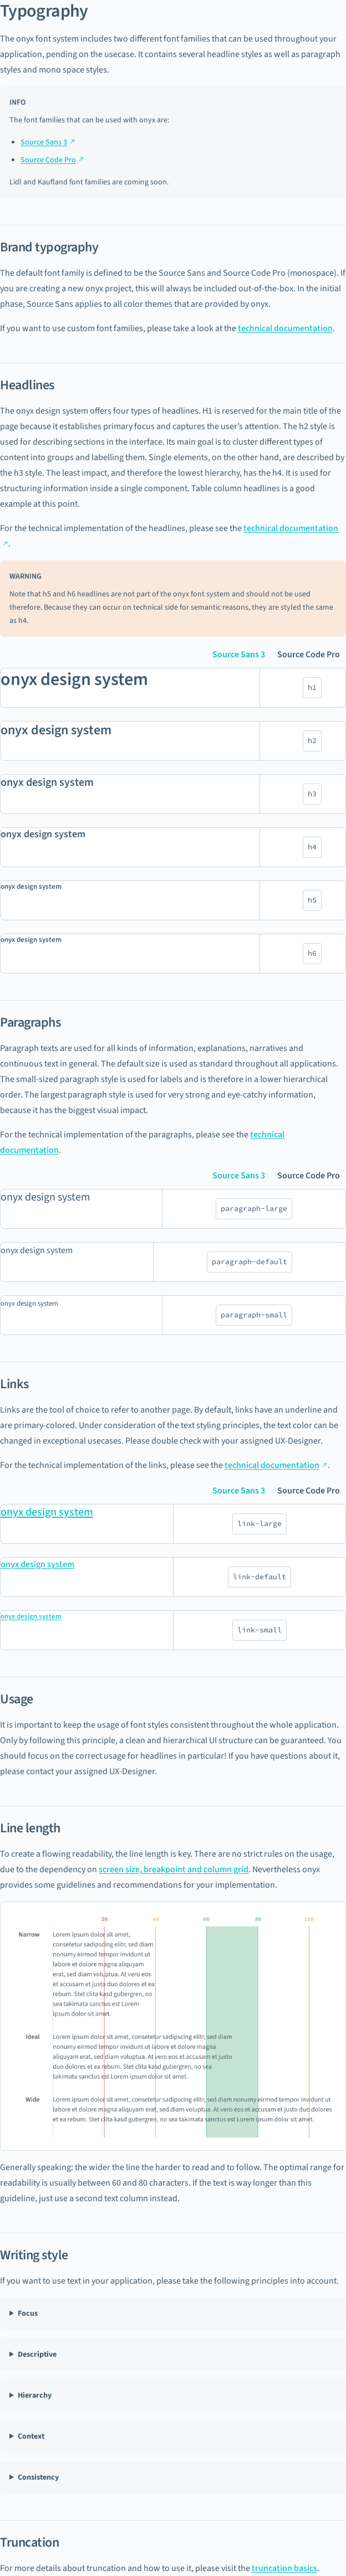 Typography
The onyx font system includes two different font families that can be used throughout your
application, pending on the usecase. It contains several headline styles as well as paragraph
styles and mono space styles.
INFO
The font families that can be used with onyx are:
• Source Sans 3 ↗
• Source Code Pro ↗
Lidl and Kaufland font families are coming soon.
Brand typography
The default font family is defined to be the Source Sans and Source Code Pro (monospace). If
you are creating a new onyx project, this will always be included out-of-the-box. In the initial
phase, Source Sans applies to all color themes that are provided by onyx.
If you want to use custom font families, please take a look at the technical documentation.
Headlines
The onyx design system offers four types of headlines. H1 is reserved for the main title of the
page because it establishes primary focus and captures the user's attention. The h2 style is
used for describing sections in the interface. Its main goal is to cluster different types of
content into groups and labelling them. Single elements, on the other hand, are described by
the h3 style. The least impact, and therefore the lowest hierarchy, has the h4. It is used for
structuring information inside a single component. Table column headlines is a good
example at this point.
For the technical implementation of the headlines, please see the technical documentation
↗.
WARNING
Note that h5 and h6 headlines are not part of the onyx font system and should not be used
therefore. Because they can occur on technical side for semantic reasons, they are styled the same
as h4.
Source Sans 3 Source Code Pro
onyx design system h1
onyx design system h2
onyx design system h3
onyx design system h4
onyx design system h5
onyx design system h6
Paragraphs
Paragraph texts are used for all kinds of information, explanations, narratives and
continuous text in general. The default size is used as standard throughout all applications.
The small-sized paragraph style is used for labels and is therefore in a lower hierarchical
order. The largest paragraph style is used for very strong and eye-catchy information,
because it has the biggest visual impact.
For the technical implementation of the paragraphs, please see the technical
documentation.
Source Sans 3 Source Code Pro
onyx design system paragraph-large
onyx design system paragraph-default
onyx design system paragraph-small
Links
Links are the tool of choice to refer to another page. By default, links have an underline and
are primary-colored. Under consideration of the text styling principles, the text color can be
changed in exceptional usecases. Please double check with your assigned UX-Designer.
For the technical implementation of the links, please see the technical documentation ↗.
Source Sans 3 Source Code Pro
onyx design system link-large
onyx design system link-default
onyx design system link-small
Usage
It is important to keep the usage of font styles consistent throughout the whole application.
Only by following this principle, a clean and hierarchical UI structure can be guaranteed. You
should focus on the correct usage for headlines in particular! If you have questions about it,
please contact your assigned UX-Designer.
Line length
To create a flowing readability, the line length is key. There are no strict rules on the usage,
due to the dependency on screen size, breakpoint and column grid. Nevertheless onyx
provides some guidelines and recommendations for your implementation.
20 40 60 80 100
Narrow Lorem ipsum dolor sit amet,
consetetur sadipscing elitr, sed diam
nonumy eirmod tempor invidunt ut
labore et dolore magna aliquyam
erat, sed diam voluptua. At vero eos
et accusam et justo duo dolores et ea
rebum. Stet clita kasd gubergren, no
sea takimata sanctus est Lorem
ipsum dolor sit amet.
Ideal Lorem ipsum dolor sit amet, consetetur sadipscing elitr, sed diam
nonumy eirmod tempor invidunt ut labore et dolore magna
aliquyam erat, sed diam voluptua. At vero eos et accusam et justo
duo dolores et ea rebum. Stet clita kasd gubergren, no sea
takimata sanctus est Lorem ipsum dolor sit amet.
Wide Lorem ipsum dolor sit amet, consetetur sadipscing elitr, sed diam nonumy eirmod tempor invidunt ut
labore et dolore magna aliquyam erat, sed diam voluptua. At vero eos et accusam et justo duo dolores
et ea rebum. Stet clita kasd gubergren, no sea takimata sanctus est Lorem ipsum dolor sit amet.
Generally speaking: the wider the line the harder to read and to follow. The optimal range for
readability is usually between 60 and 80 characters. If the text is way longer than this
guideline, just use a second text column instead.
Writing style
If you want to use text in your application, please take the following principles into account.
▶ Focus
▶ Descriptive
▶ Hierarchy
▶ Context
▶ Consistency
Truncation
For more details about truncation and how to use it, please visit the truncation basics.